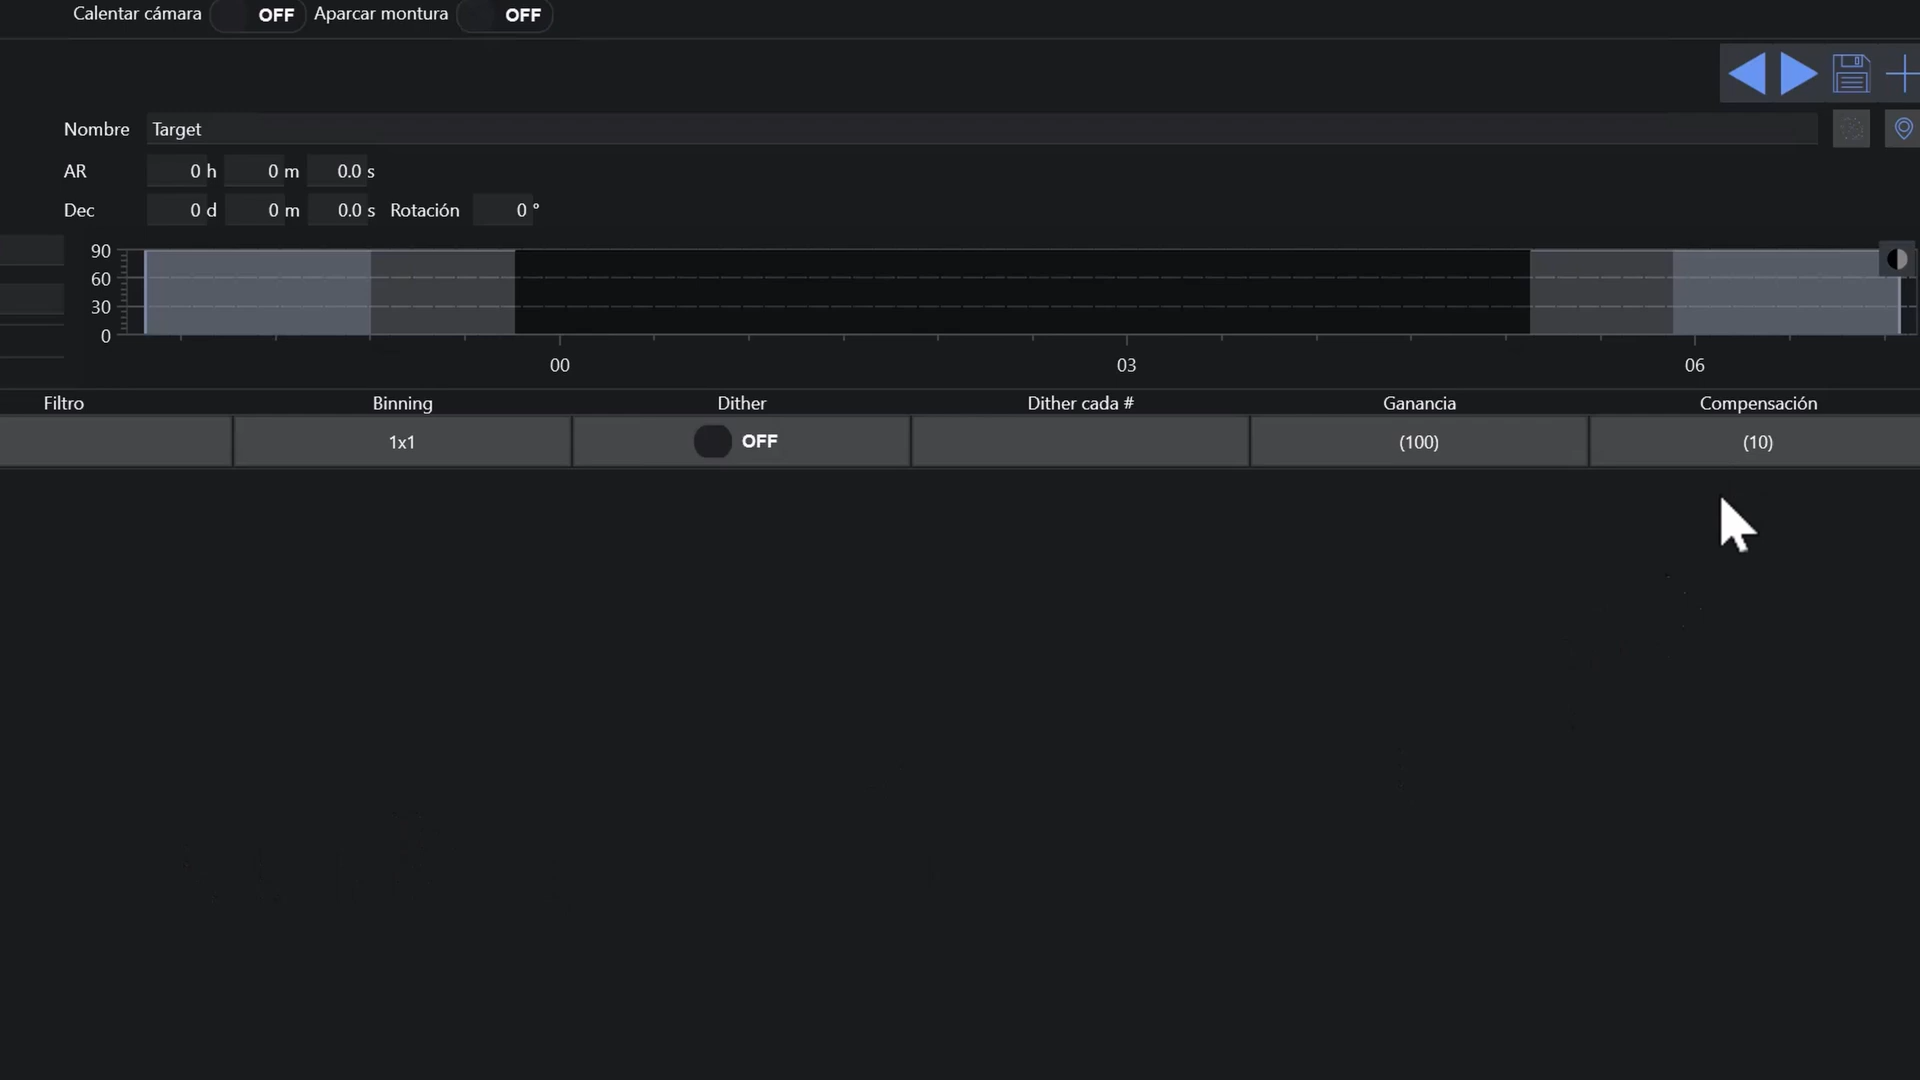 Calentar cámara OFF Aparcar montura OFF
Nombre Target
AR 0 h 0 m 0.0 s
Dec 0 d 0 m 0.0 s Rotación 0 °
90
60
30
0
00 03 06
Filtro Binning Dither Dither cada # Ganancia Compensación
1x1 OFF (100) (10)